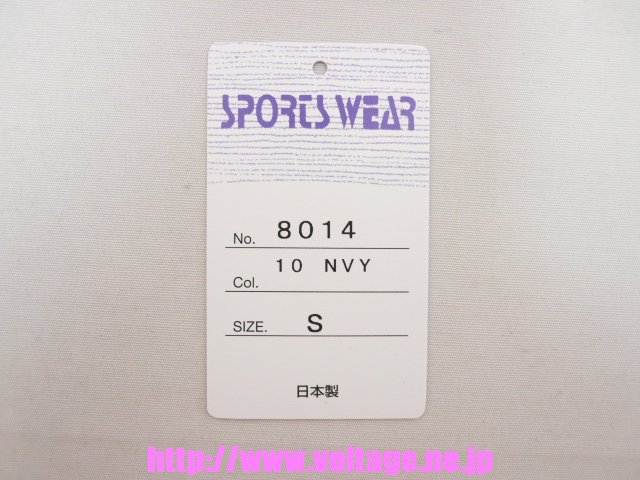 SPORTS WEAR
No. 8014
Col. 10 NVY
SIZE. S
日本製
http://www.voltage.ne.jp